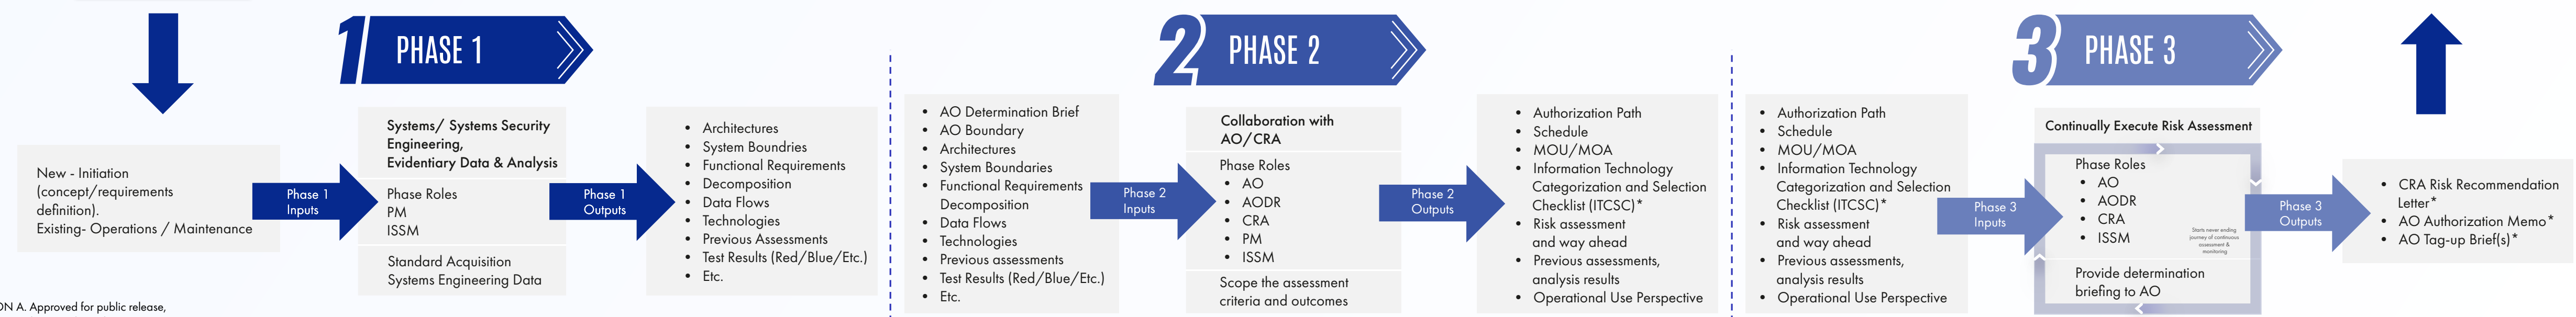 1 PHASE 1
New - Initiation
(concept/requirements
definition).
Existing- Operations / Maintenance
Phase 1
Inputs
Systems/ Systems Security
Engineering,
Evidentiary Data & Analysis
Phase Roles
PM
ISSM
Standard Acquisition
Systems Engineering Data
Phase 1
Outputs
• Architectures
• System Boundries
• Functional Requirements
• Decomposition
• Data Flows
• Technologies
• Previous Assessments
• Test Results (Red/Blue/Etc.)
• Etc.
2 PHASE 2
• AO Determination Brief
• AO Boundary
• Architectures
• System Boundaries
• Functional Requirements
Decomposition
• Data Flows
• Technologies
• Previous assessments
• Test Results (Red/Blue/Etc.)
• Etc.
Phase 2
Inputs
Collaboration with
AO/CRA
Phase Roles
• AO
• AODR
• CRA
• PM
• ISSM
Scope the assessment
criteria and outcomes
Phase 2
Outputs
• Authorization Path
• Schedule
• MOU/MOA
• Information Technology
Categorization and Selection
Checklist (ITCSC)*
• Risk assessment
and way ahead
• Previous assessments,
analysis results
• Operational Use Perspective
3 PHASE 3
• Authorization Path
• Schedule
• MOU/MOA
• Information Technology
Categorization and Selection
Checklist (ITCSC)*
• Risk assessment
and way ahead
• Previous assessments,
analysis results
• Operational Use Perspective
Phase 3
Inputs
Continually Execute Risk Assessment
Phase Roles
• AO
• AODR
• CRA
• ISSM
Starts never ending
journey of continuous
assessment &
monitoring
Provide determination
briefing to AO
Phase 3
Outputs
• CRA Risk Recommendation
Letter*
• AO Authorization Memo*
• AO Tag-up Brief(s)*
ON A. Approved for public release,